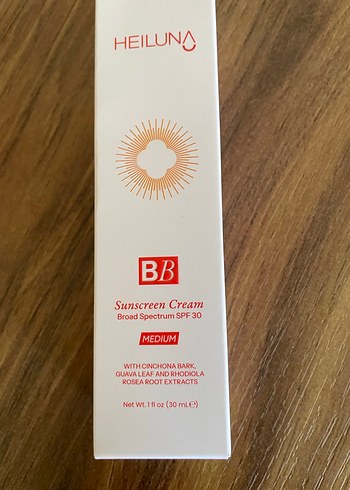 HEILUNA
BB
Sunscreen Cream
Broad Spectrum SPF 30
MEDIUM
WITH CINCHONA BARK,
GUAVA LEAF AND RHODIOLA
ROSEA ROOT EXTRACTS
Net Wt. 1 fl oz (30 mL℮)